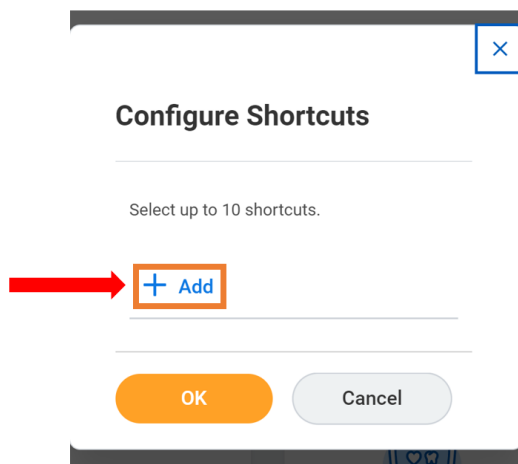 Configure Shortcuts
Select up to 10 shortcuts.
+ Add
OK
Cancel